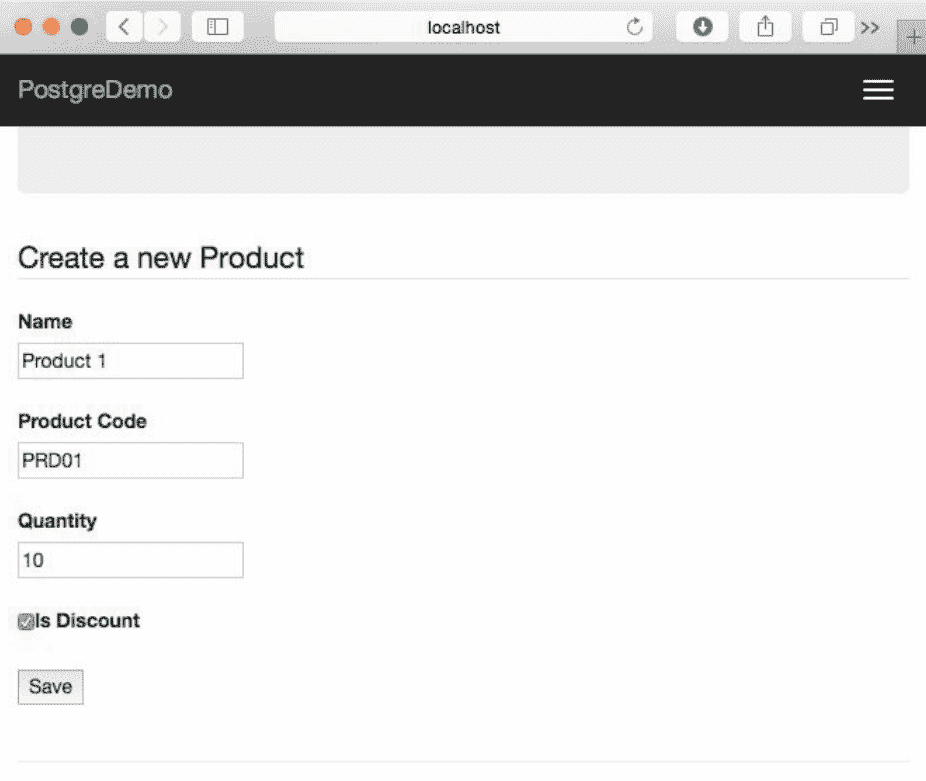 localhost
PostgreDemo
Create a new Product
Name
Product 1
Product Code
PRD01
Quantity
10
Is Discount
Save